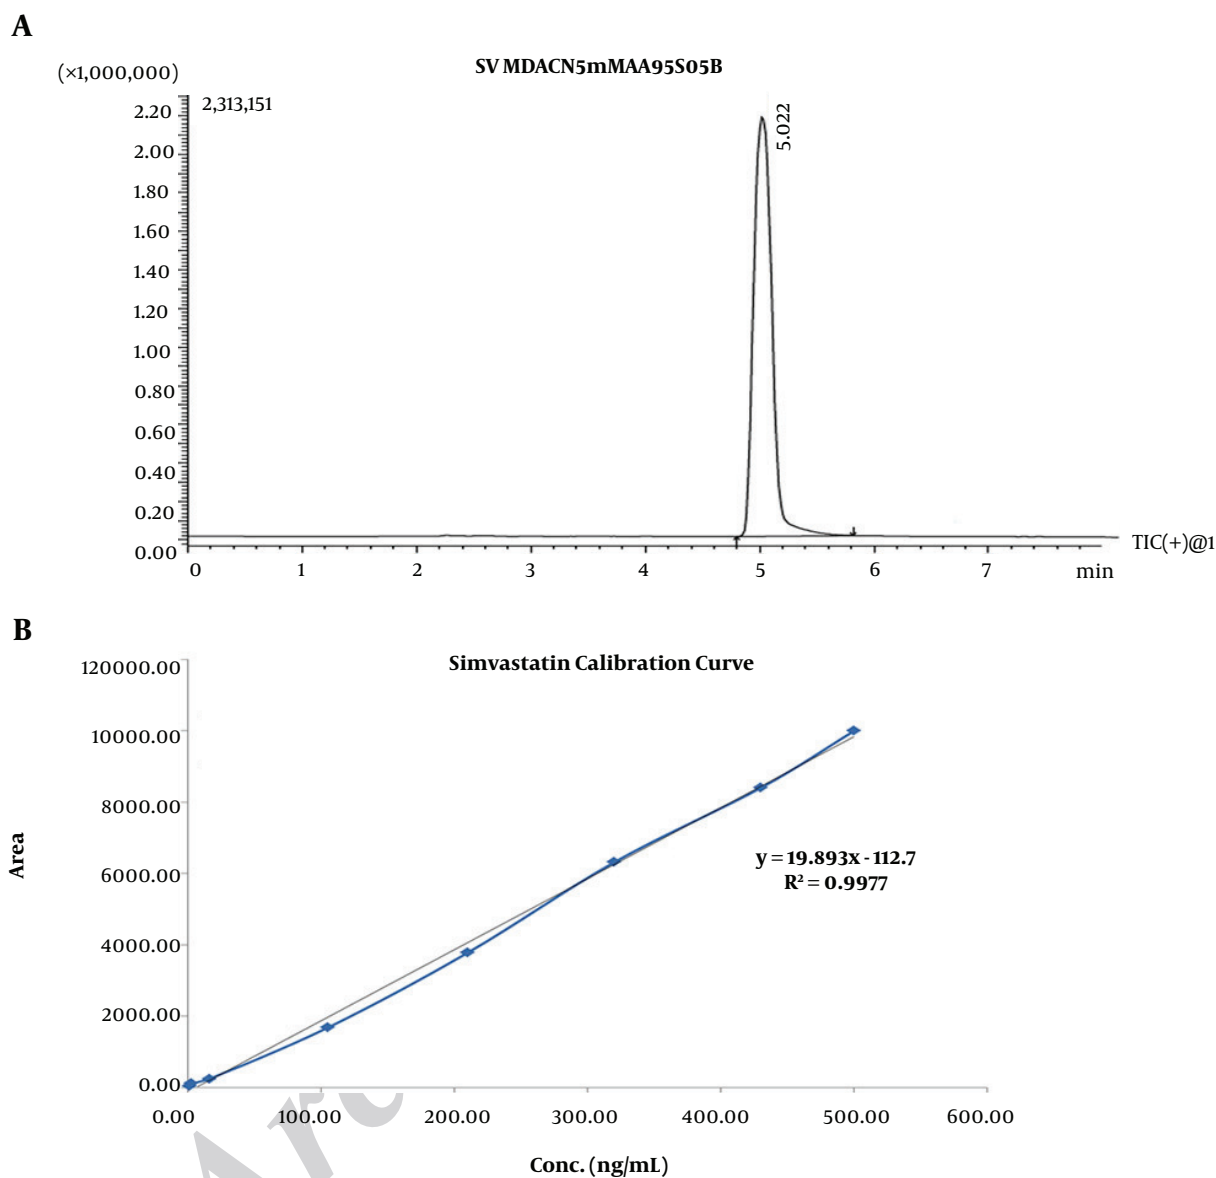 A
(×1,000,000)
SV MDACN5mMAA95S05B
2,313,151
5.022
2.20
2.00
1.80
1.60
1.40
1.20
1.00
0.80
0.60
0.40
0.20
0.00
TIC(+)@1
0 1 2 3 4 5 6 7 min
B
Simvastatin Calibration Curve
120000.00
10000.00
8000.00
6000.00
4000.00
2000.00
0.00
Area
y = 19.893x - 112.7
R² = 0.9977
0.00 100.00 200.00 300.00 400.00 500.00 600.00
Conc. (ng/mL)
Arc